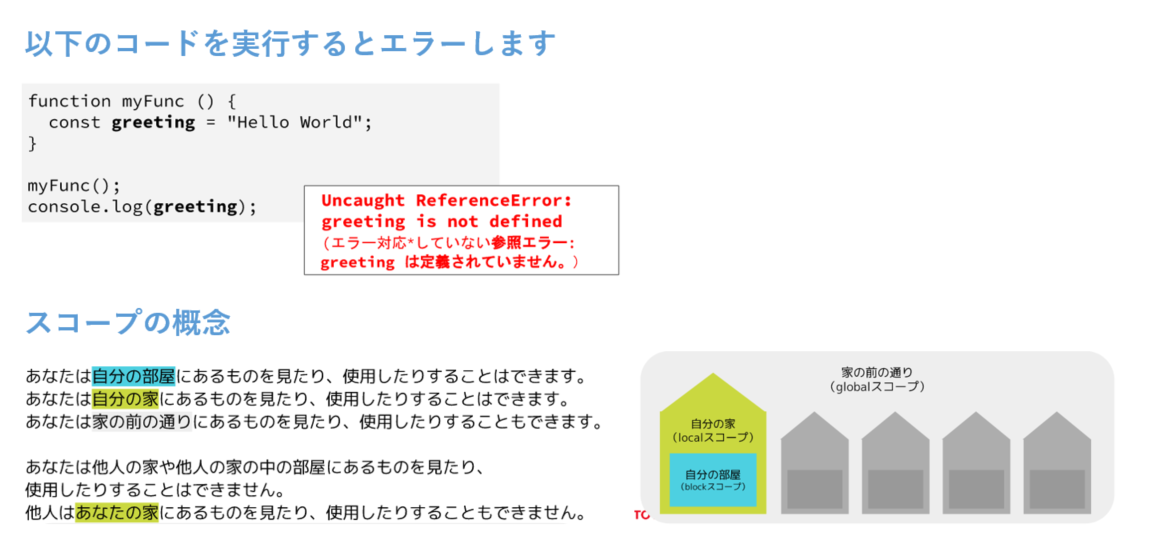 以下のコードを実行するとエラーします
function myFunc () {
const greeting = "Hello World";
}
myFunc();
console.log(greeting);
Uncaught ReferenceError:
greeting is not defined
(エラー対応*していない参照エラー:
greeting は定義されていません。)
スコープの概念
あなたは自分の部屋にあるものを見たり、使用したりすることはできます。
あなたは自分の家にあるものを見たり、使用したりすることはできます。
あなたは家の前の通りにあるものを見たり、使用したりすることもできます。
あなたは他人の家や他人の家の中の部屋にあるものを見たり、
使用したりすることはできません。
他人はあなたの家にあるものを見たり、使用したりすることもできません。
家の前の通り
(globalスコープ)
自分の家
(localスコープ)
自分の部屋
(blockスコープ)